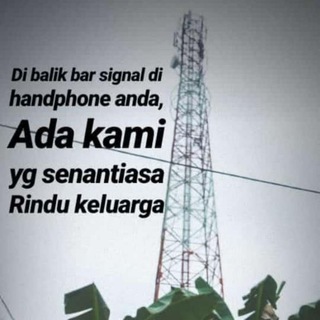 Di balik bar signal di
handphone anda,
Ada kami
yg senantiasa
Rindu keluarga